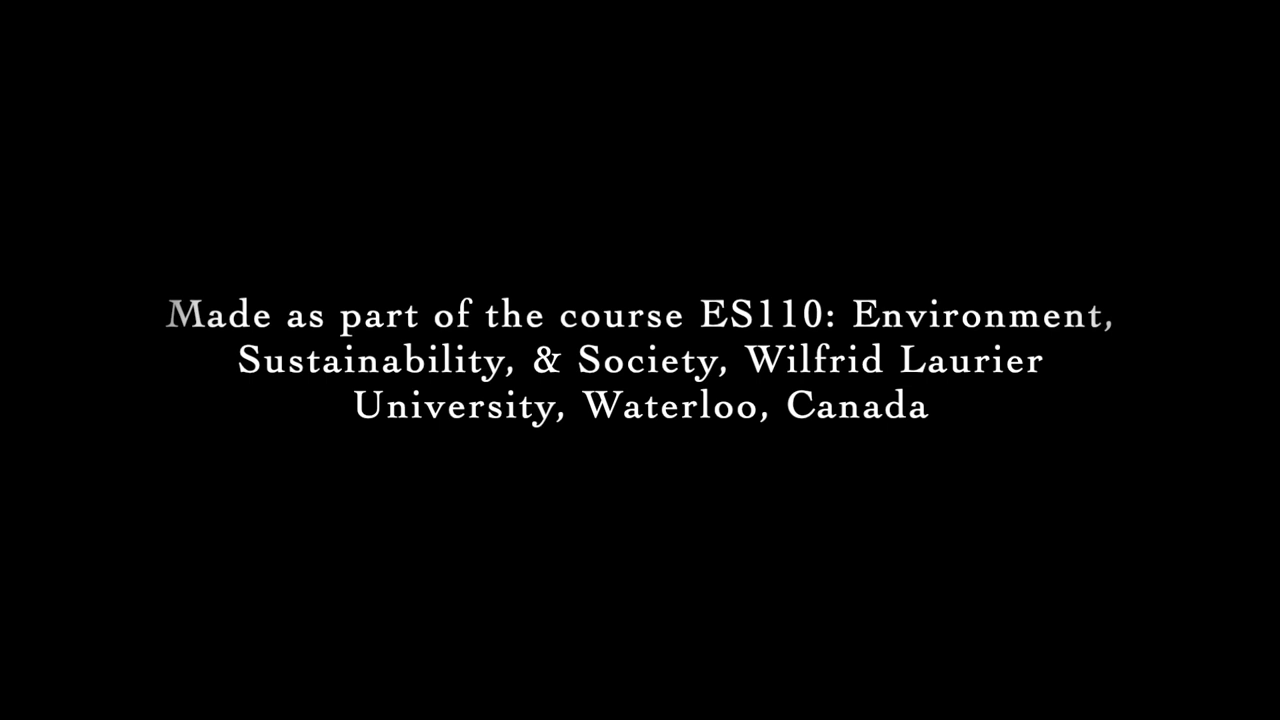 Made as part of the course ES110: Environment,
Sustainability, & Society, Wilfrid Laurier
University, Waterloo, Canada